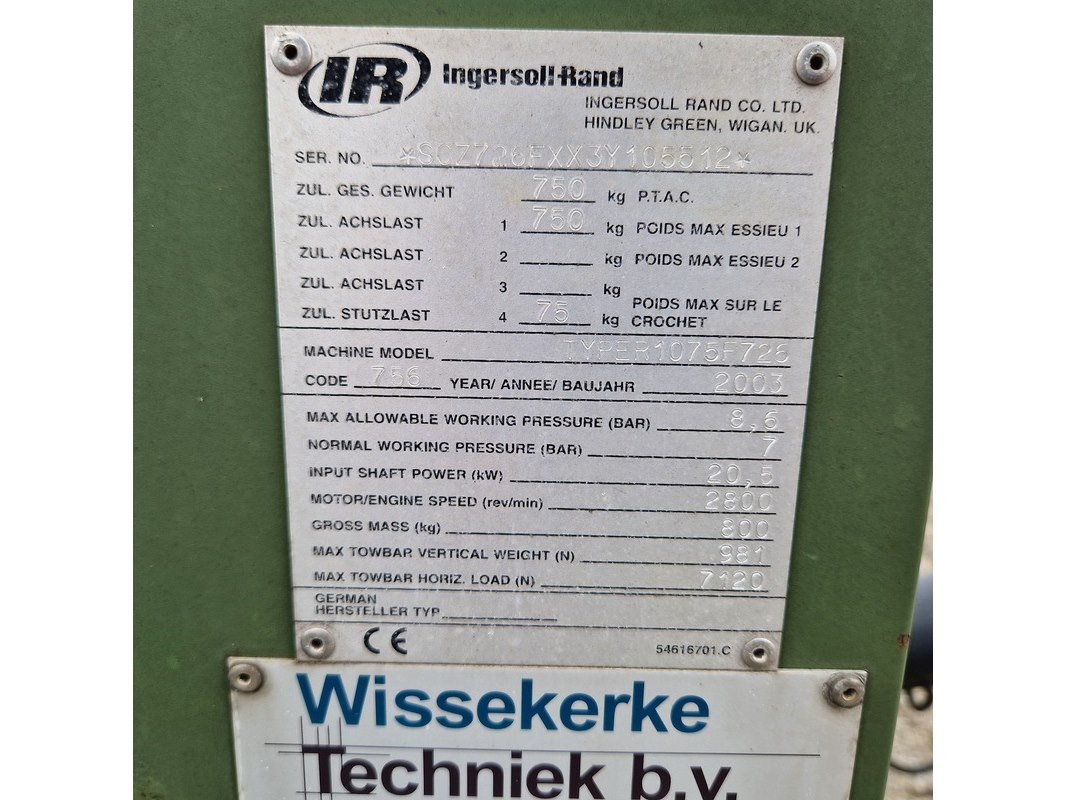 IR Ingersoll-Rand
INGERSOLL RAND CO. LTD.
HINDLEY GREEN, WIGAN. UK.
SER. NO. *SCZ726FXX3Y105512*
ZUL. GES. GEWICHT 750 kg P.T.A.C.
ZUL. ACHSLAST 1 750 kg POIDS MAX ESSIEU 1
ZUL. ACHSLAST 2 kg POIDS MAX ESSIEU 2
ZUL. ACHSLAST 3 kg
ZUL. STUTZLAST 4 75 kg POIDS MAX SUR LE
CROCHET
MACHINE MODEL TYPER1075F726
CODE 756 YEAR/ ANNEE/ BAUJAHR 2003
MAX ALLOWABLE WORKING PRESSURE (BAR) 8,6
NORMAL WORKING PRESSURE (BAR) 7
INPUT SHAFT POWER (kW) 20,5
MOTOR/ENGINE SPEED (rev/min) 2800
GROSS MASS (kg) 800
MAX TOWBAR VERTICAL WEIGHT (N) 981
MAX TOWBAR HORIZ. LOAD (N) 7120
GERMAN
HERSTELLER TYP
CE 54616701.C
Wissekerke
Techniek b.v.